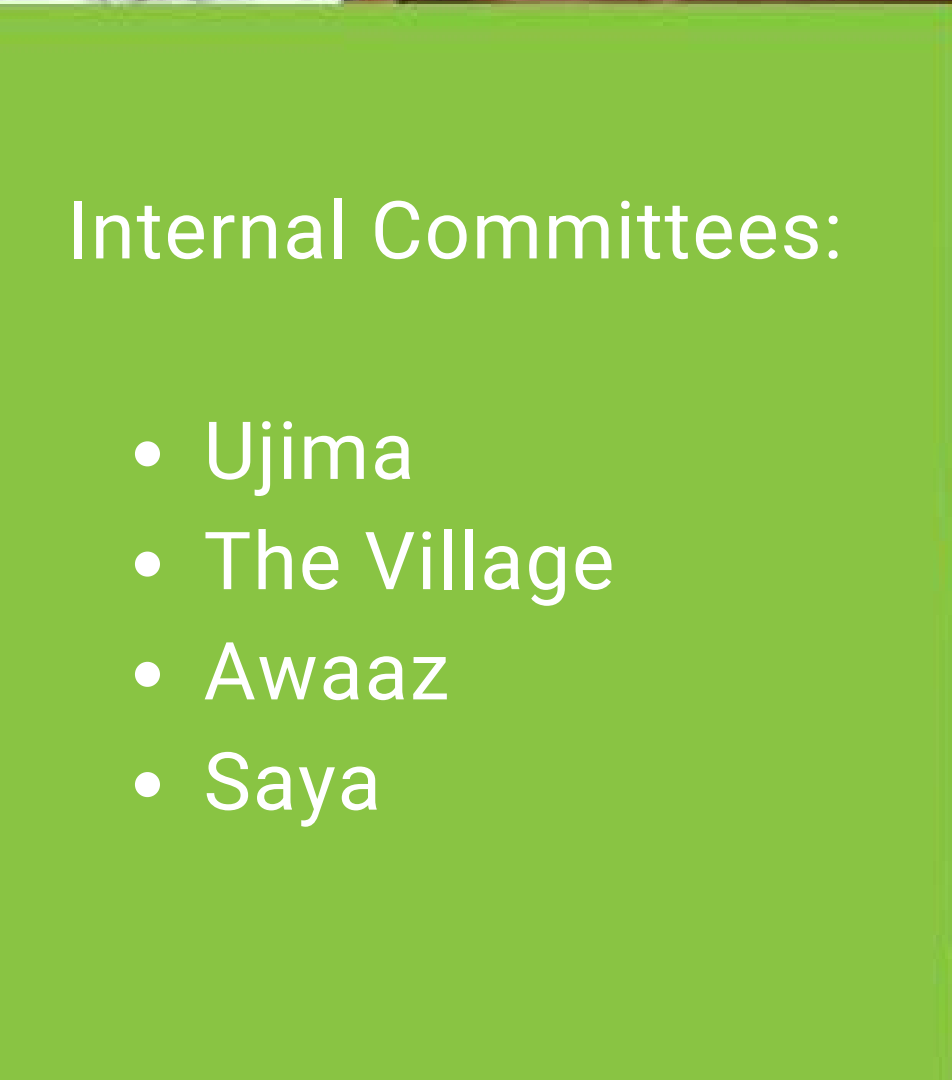 Internal Committees:
• Ujima
• The Village
• Awaaz
• Saya